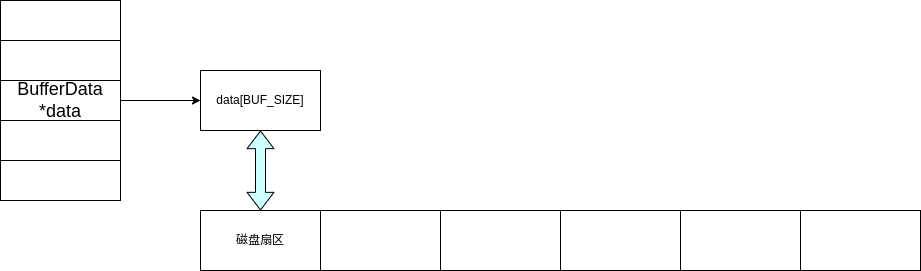 BufferData
*data
data[BUF_SIZE]
磁盘扇区